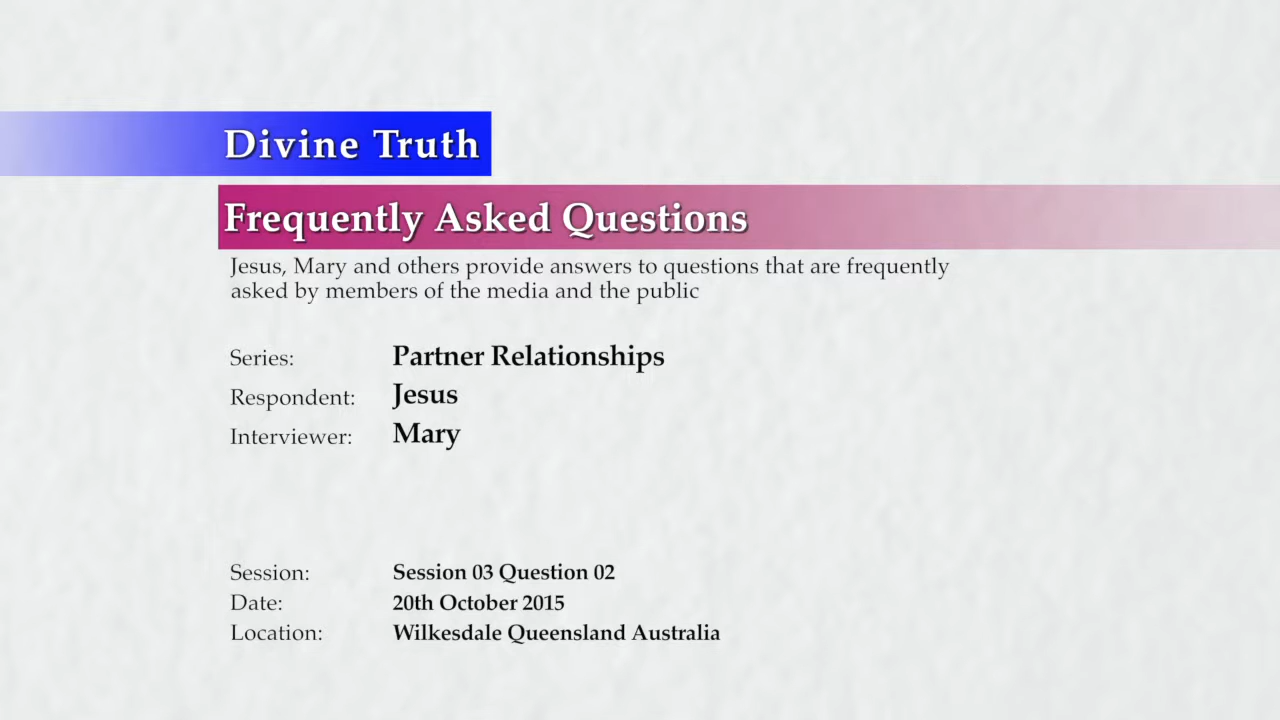 Divine Truth
Frequently Asked Questions
Jesus, Mary and others provide answers to questions that are frequently
asked by members of the media and the public
Series: Partner Relationships
Respondent: Jesus
Interviewer: Mary
Session: Session 03 Question 02
Date: 20th October 2015
Location: Wilkesdale Queensland Australia